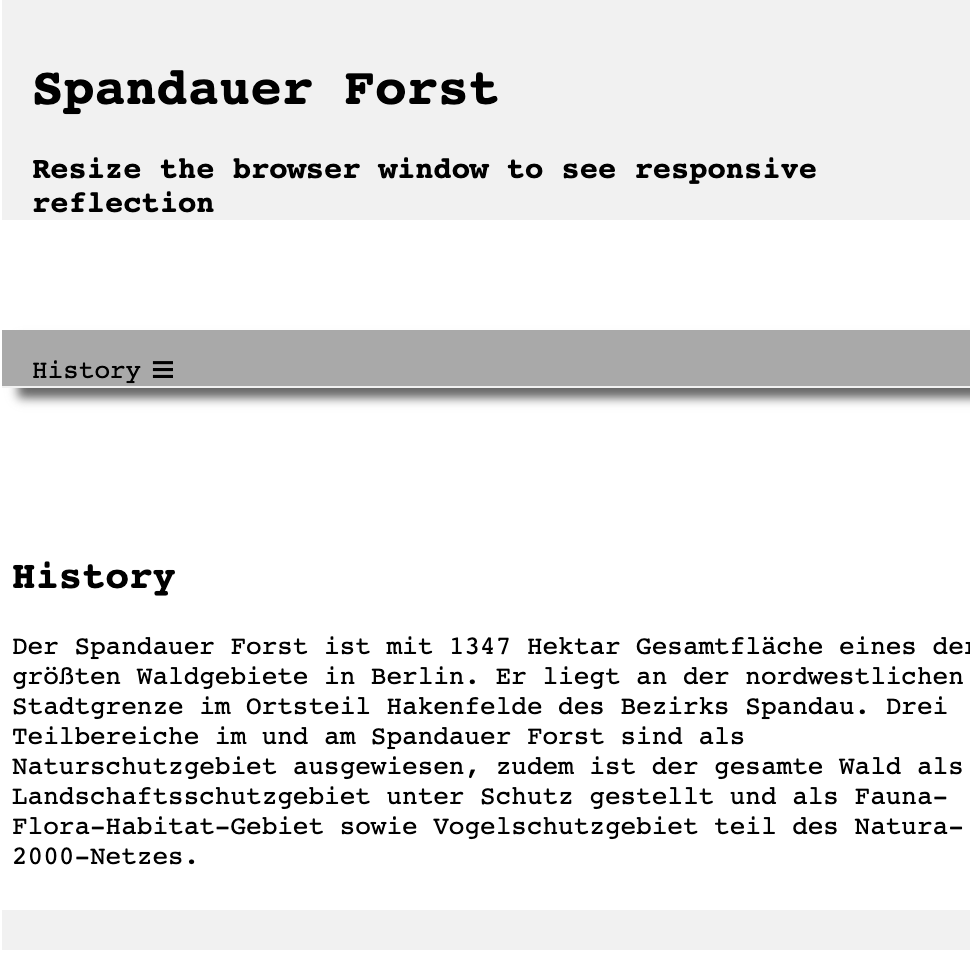 Spandauer Forst
Resize the browser window to see responsive
reflection
History ☰
History
Der Spandauer Forst ist mit 1347 Hektar Gesamtfläche eines der
größten Waldgebiete in Berlin. Er liegt an der nordwestlichen
Stadtgrenze im Ortsteil Hakenfelde des Bezirks Spandau. Drei
Teilbereiche im und am Spandauer Forst sind als
Naturschutzgebiet ausgewiesen, zudem ist der gesamte Wald als
Landschaftsschutzgebiet unter Schutz gestellt und als Fauna-
Flora-Habitat-Gebiet sowie Vogelschutzgebiet teil des Natura-
2000-Netzes.